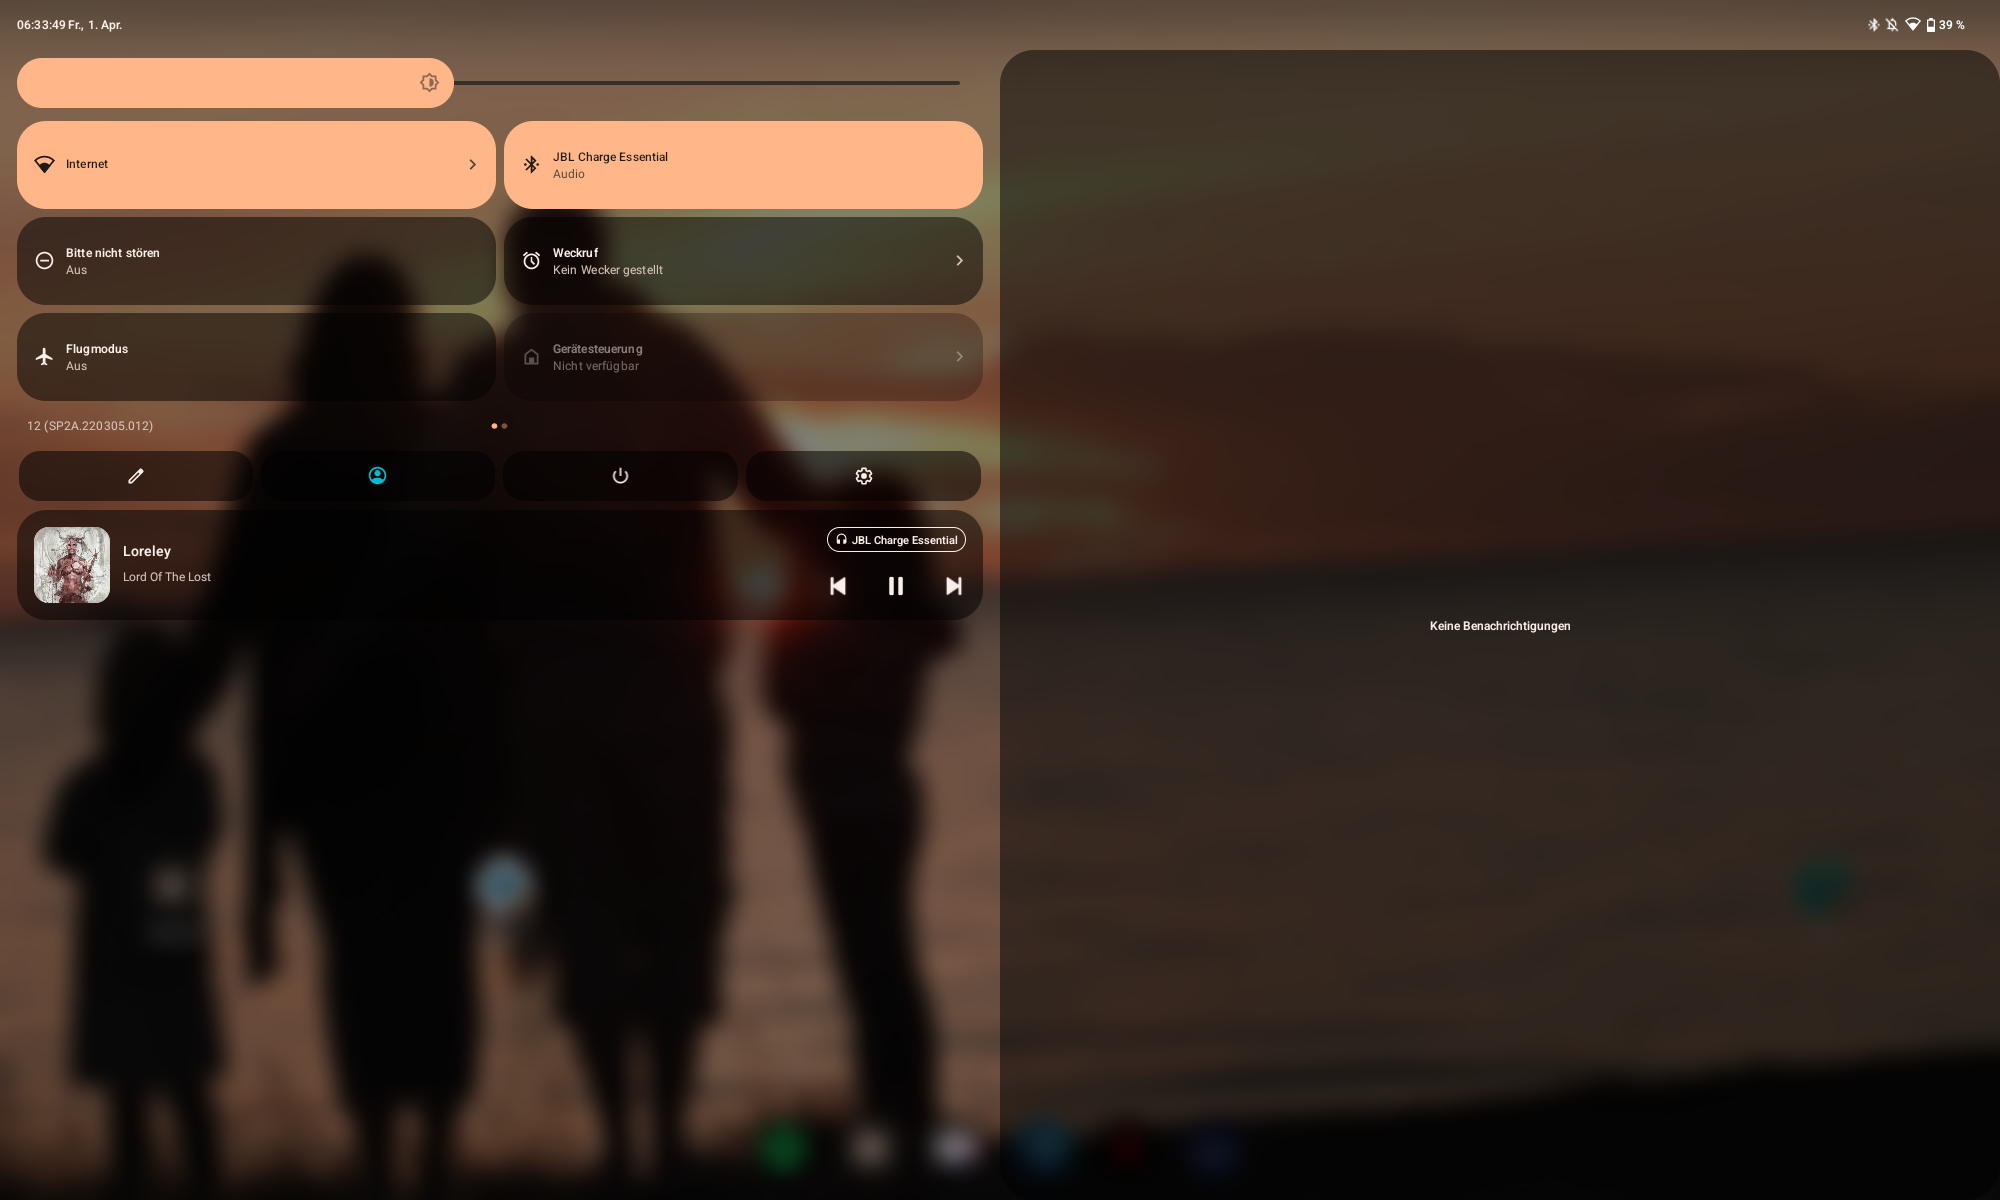 06:33:49 Fr., 1. Apr.
39 %
Internet
JBL Charge Essential
Audio
Bitte nicht stören
Aus
Weckruf
Kein Wecker gestellt
Flugmodus
Aus
Gerätesteuerung
Nicht verfügbar
12 (SP2A.220305.012)
Loreley
Lord Of The Lost
JBL Charge Essential
Keine Benachrichtigungen